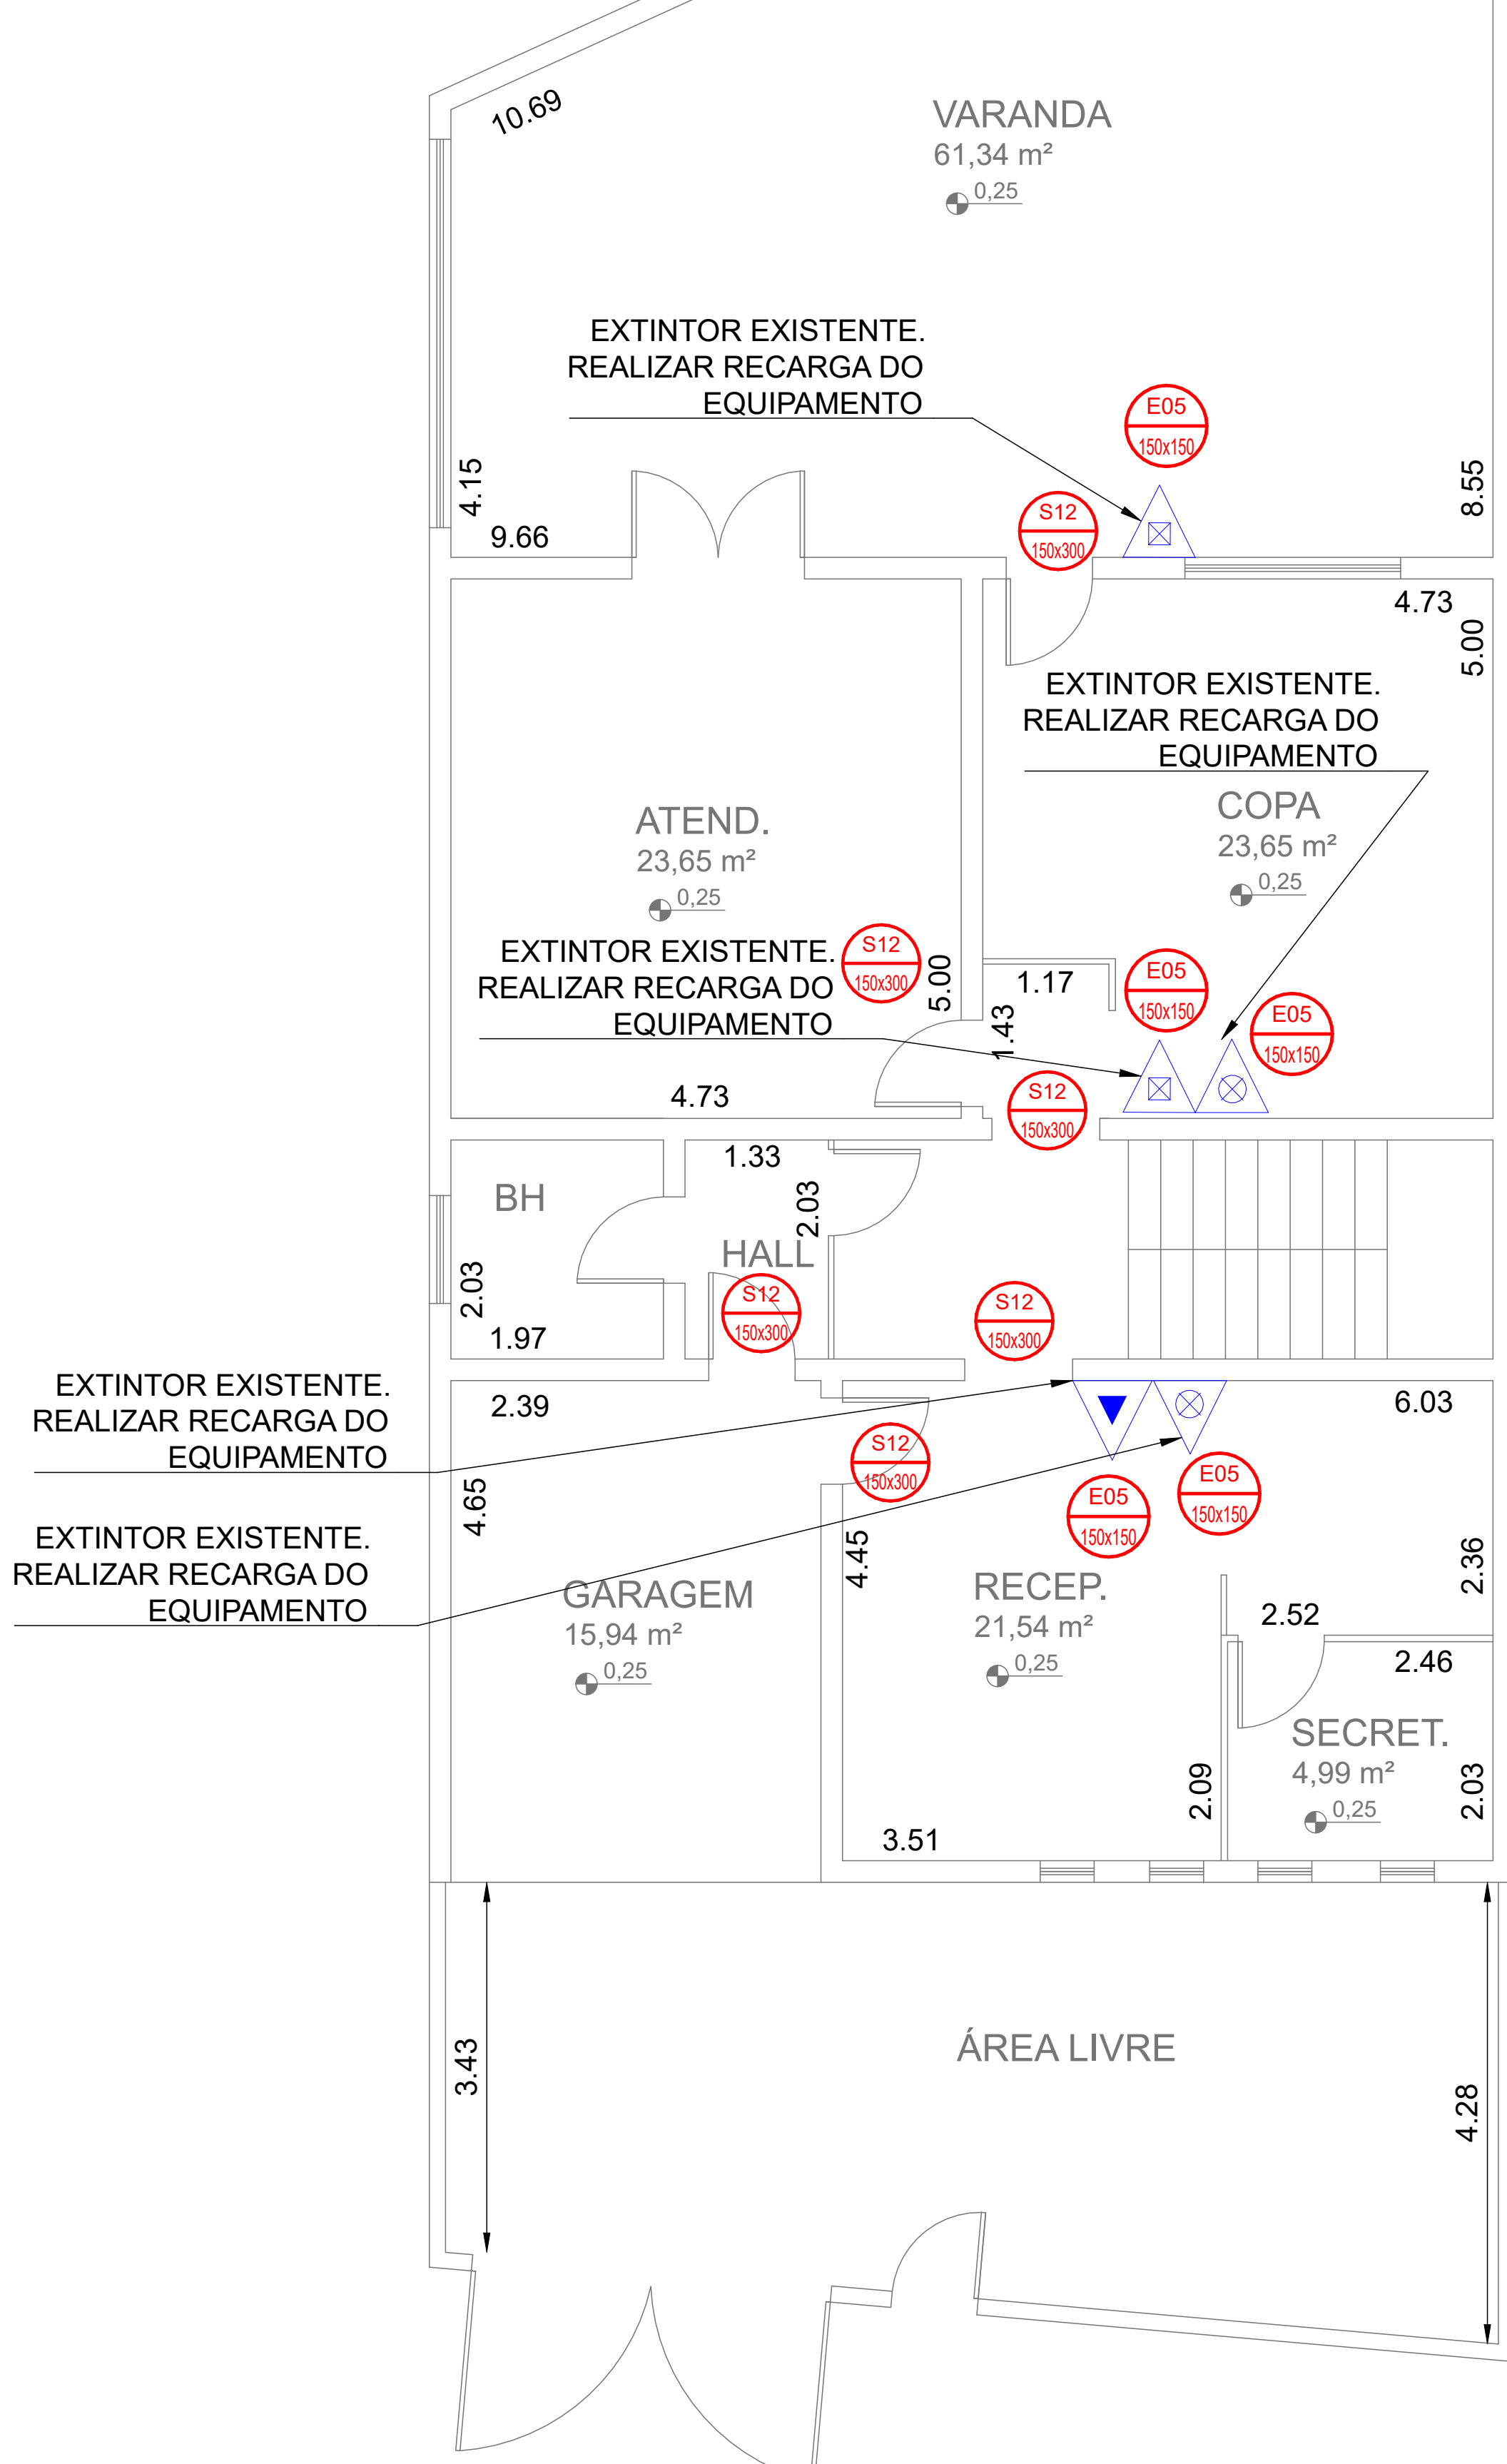 10.69
VARANDA
61,34 m²
0,25
EXTINTOR EXISTENTE.
REALIZAR RECARGA DO
EQUIPAMENTO
E05
150x150
S12
150x300
4.15
9.66
8.55
4.73
5.00
EXTINTOR EXISTENTE.
REALIZAR RECARGA DO
EQUIPAMENTO
ATEND.
23,65 m²
0,25
COPA
23,65 m²
0,25
EXTINTOR EXISTENTE.
REALIZAR RECARGA DO
EQUIPAMENTO
S12
150x300
5.00
1.17
1.43
E05
150x150
E05
150x150
4.73
S12
150x300
1.33
BH
2.03
HALL
2.03
1.97
S12
150x300
S12
150x300
EXTINTOR EXISTENTE.
REALIZAR RECARGA DO
EQUIPAMENTO
2.39
6.03
S12
150x300
4.65
E05
150x150
E05
150x150
EXTINTOR EXISTENTE.
REALIZAR RECARGA DO
EQUIPAMENTO
4.45
GARAGEM
15,94 m²
0,25
RECEP.
21,54 m²
0,25
2.36
2.52
2.46
SECRET.
4,99 m²
0,25
2.09
2.03
3.51
3.43
ÁREA LIVRE
4.28